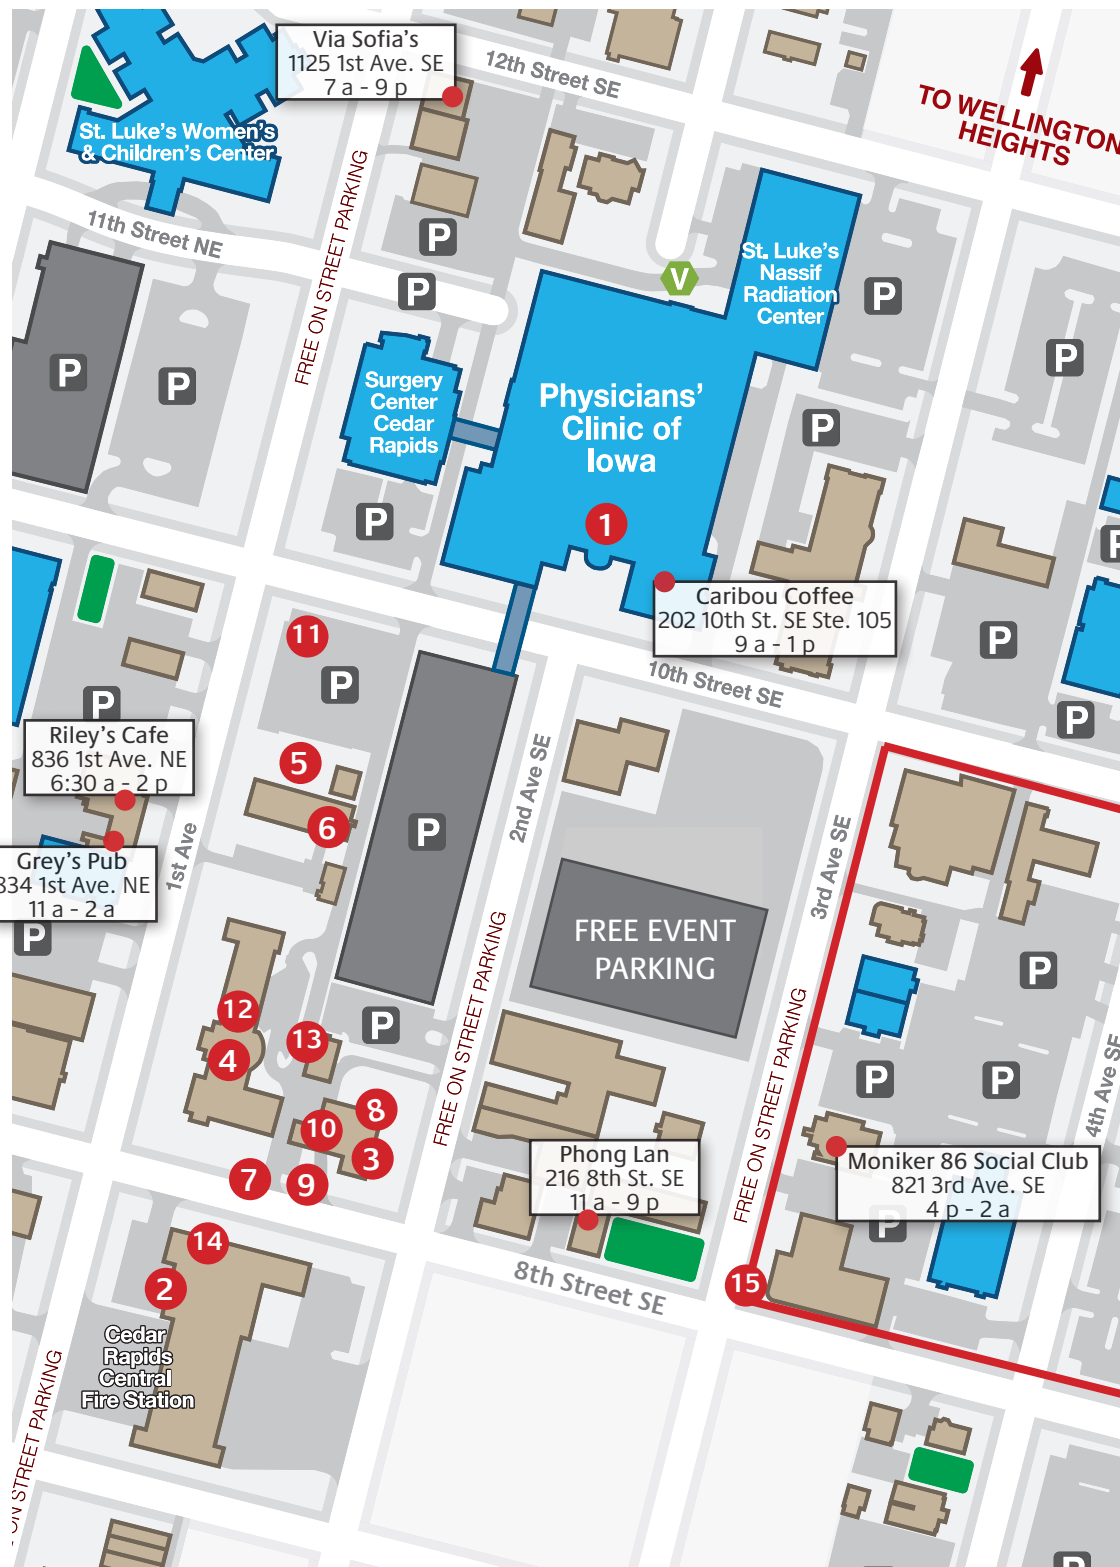 Via Sofia's
1125 1st Ave. SE
7 a - 9 p
12th Street SE
TO WELLINGTON
HEIGHTS
St. Luke's Women's
& Children's Center
11th Street NE
FREE ON STREET PARKING
P
P
V
St. Luke's
Nassif
Radiation
Center
P
P
P
P
Surgery
Center
Cedar
Rapids
Physicians'
Clinic of
Iowa
P
P
1
P
Caribou Coffee
202 10th St. SE Ste. 105
9 a - 1 p
11
P
P
10th Street SE
P
P
Riley's Cafe
836 1st Ave. NE
6:30 a - 2 p
5
6
P
2nd Ave SE
1st Ave
3rd Ave SE
Grey's Pub
834 1st Ave. NE
11 a - 2 a
P
FREE EVENT
PARKING
P
12
13
P
4
FREE ON STREET PARKING
FREE ON STREET PARKING
P
P
4th Ave SE
8
10
3
7
9
Phong Lan
216 8th St. SE
11 a - 9 p
Moniker 86 Social Club
821 3rd Ave. SE
4 p - 2 a
P
14
2
15
8th Street SE
Cedar
Rapids
Central
Fire Station
ON STREET PARKING
P